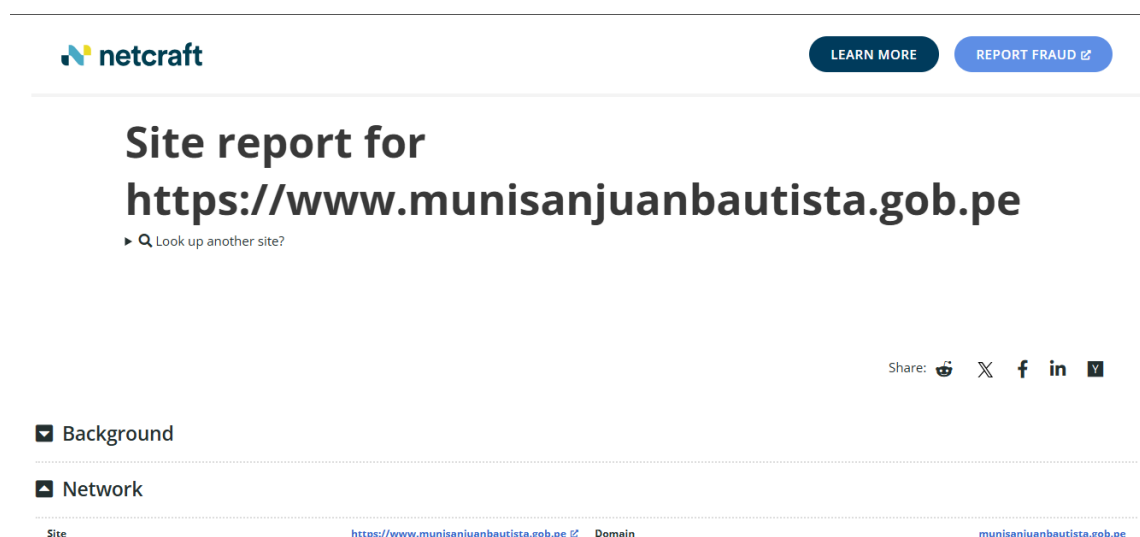 netcraft
LEARN MORE
REPORT FRAUD
Site report for
https://www.munisanjuanbautista.gob.pe
Look up another site?
Share:
Background
Network
Site https://www.munisanjuanbautista.gob.pe Domain munisanjuanbautista.gob.pe